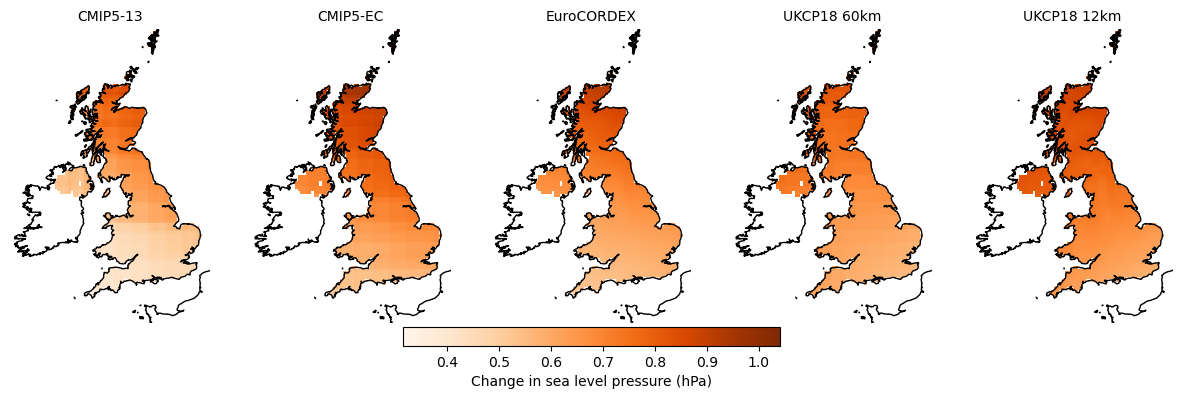 CMIP5-13 CMIP5-EC EuroCORDEX UKCP18 60km UKCP18 12km
0.4 0.5 0.6 0.7 0.8 0.9 1.0
Change in sea level pressure (hPa)